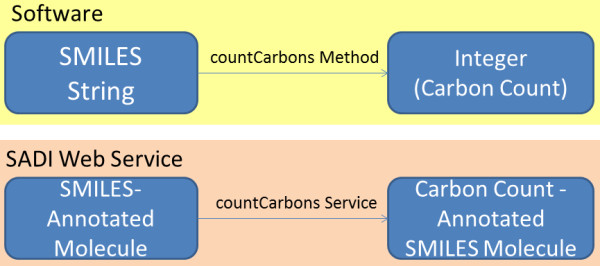 Software
SMILES
String
countCarbons Method
Integer
(Carbon Count)
SADI Web Service
SMILES-
Annotated
Molecule
countCarbons Service
Carbon Count -
Annotated
SMILES Molecule